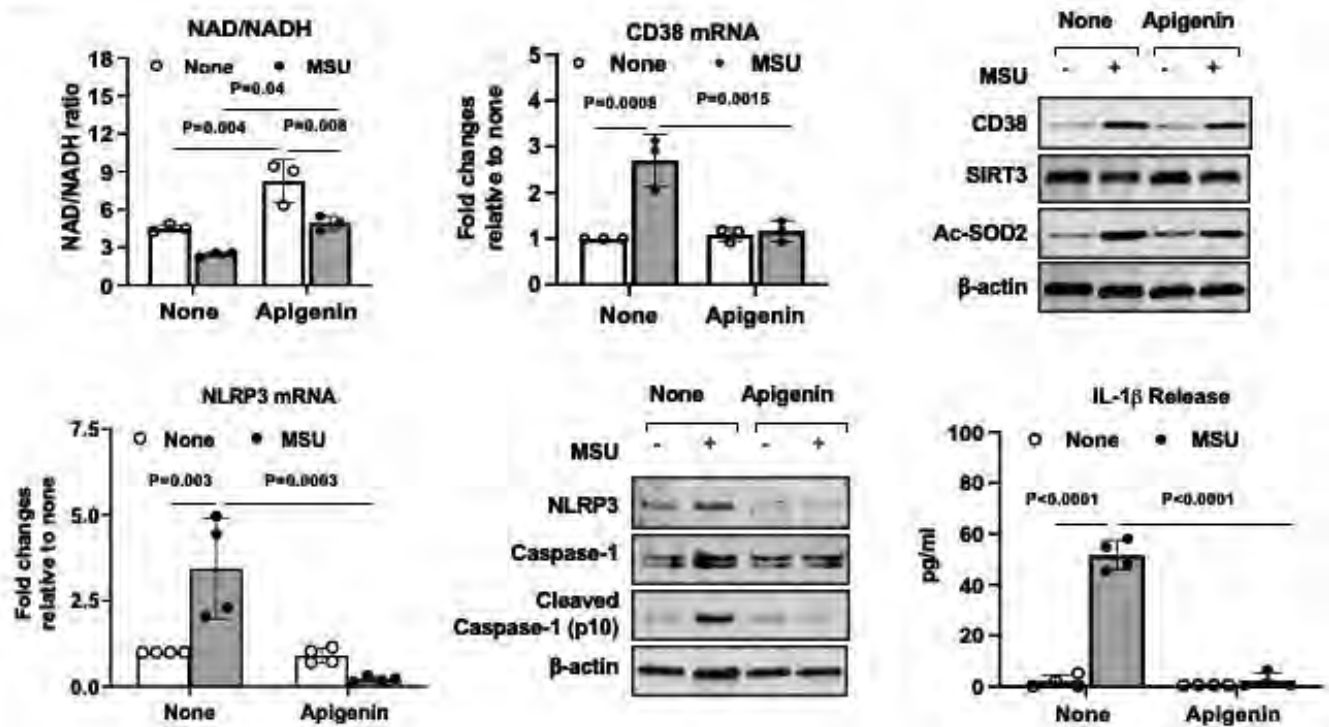 NAD/NADH
None MSU
P=0.04
P=0.004 P=0.008
NAD/NADH ratio
18
15
12
9
6
3
0
None Apigenin
CD38 mRNA
None MSU
P=0.0008 P=0.0015
Fold changes
relative to none
5
4
3
2
1
0
None Apigenin
None Apigenin
MSU - + - +
CD38
SIRT3
Ac-SOD2
β-actin
NLRP3 mRNA
None MSU
P=0.003 P=0.0003
Fold changes
relative to none
7.5
5.0
2.5
0.0
None Apigenin
None Apigenin
MSU - + - +
NLRP3
Caspase-1
Cleaved
Caspase-1 (p10)
β-actin
IL-1β Release
None MSU
P<0.0001 P<0.0001
pg/ml
100
80
60
40
20
0
None Apigenin